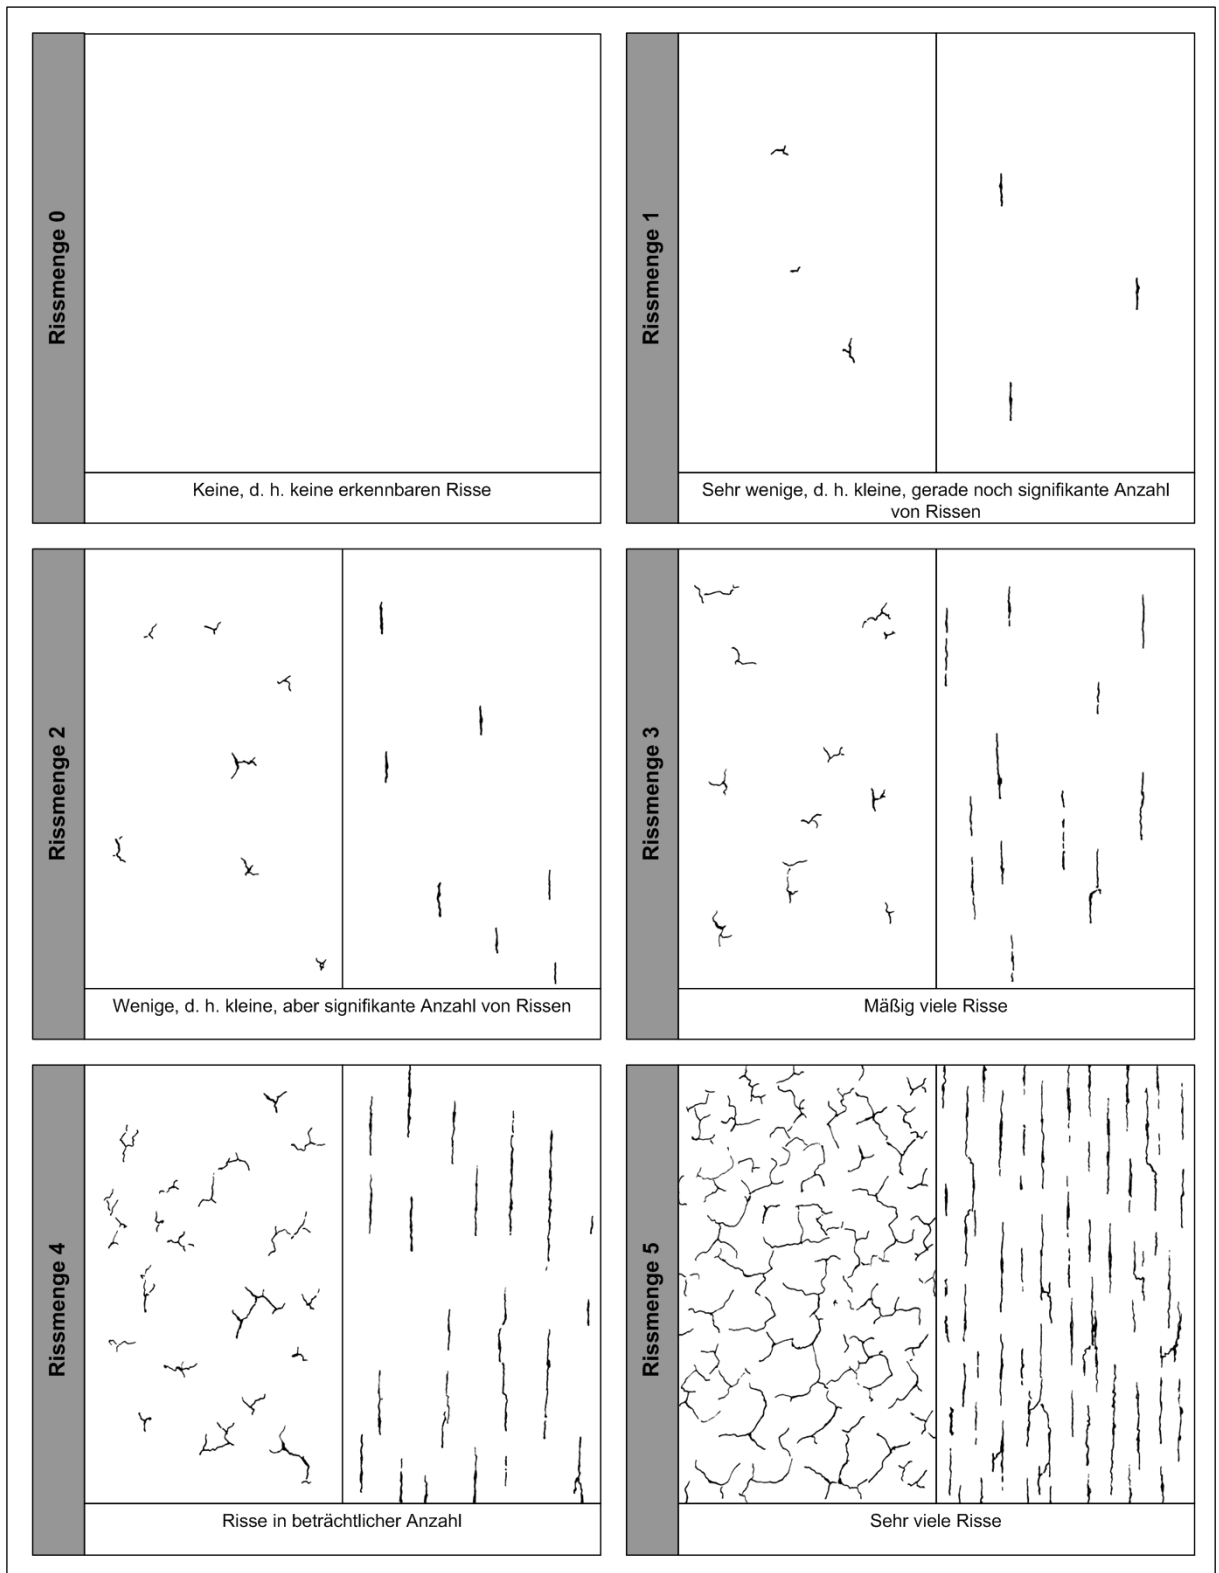 Rissmenge 0
Keine, d. h. keine erkennbaren Risse
Rissmenge 1
Sehr wenige, d. h. kleine, gerade noch signifikante Anzahl
von Rissen
Rissmenge 2
Wenige, d. h. kleine, aber signifikante Anzahl von Rissen
Rissmenge 3
Mäßig viele Risse
Rissmenge 4
Risse in beträchtlicher Anzahl
Rissmenge 5
Sehr viele Risse